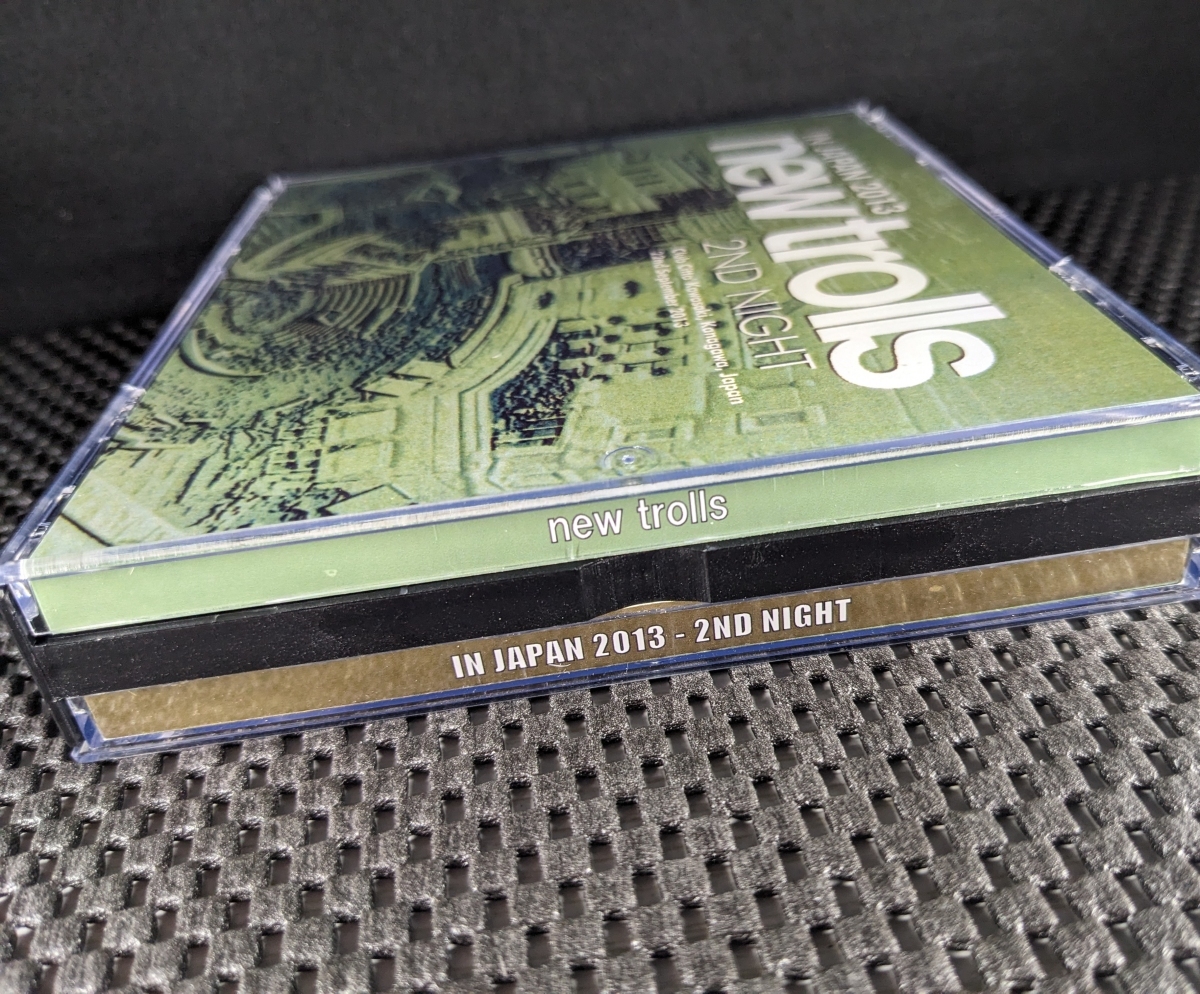 IN JAPAN 2013
new trolls
2ND NIGHT
Kawasaki, Kanagawa, Japan
2013
new trolls
IN JAPAN 2013 - 2ND NIGHT